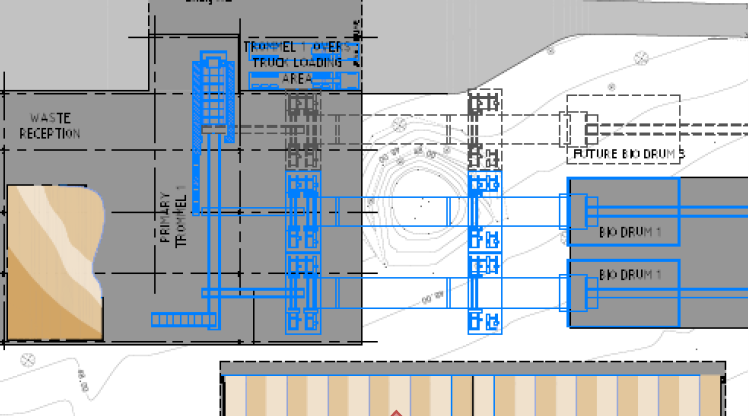 TROMMEL 1 OVERS
TRUCK LOADING
AREA
WASTE
RECEPTION
PRIMARY
TROMMEL 1
FUTURE BIO DRUM 3
BIO DRUM 1
BIO DRUM 1